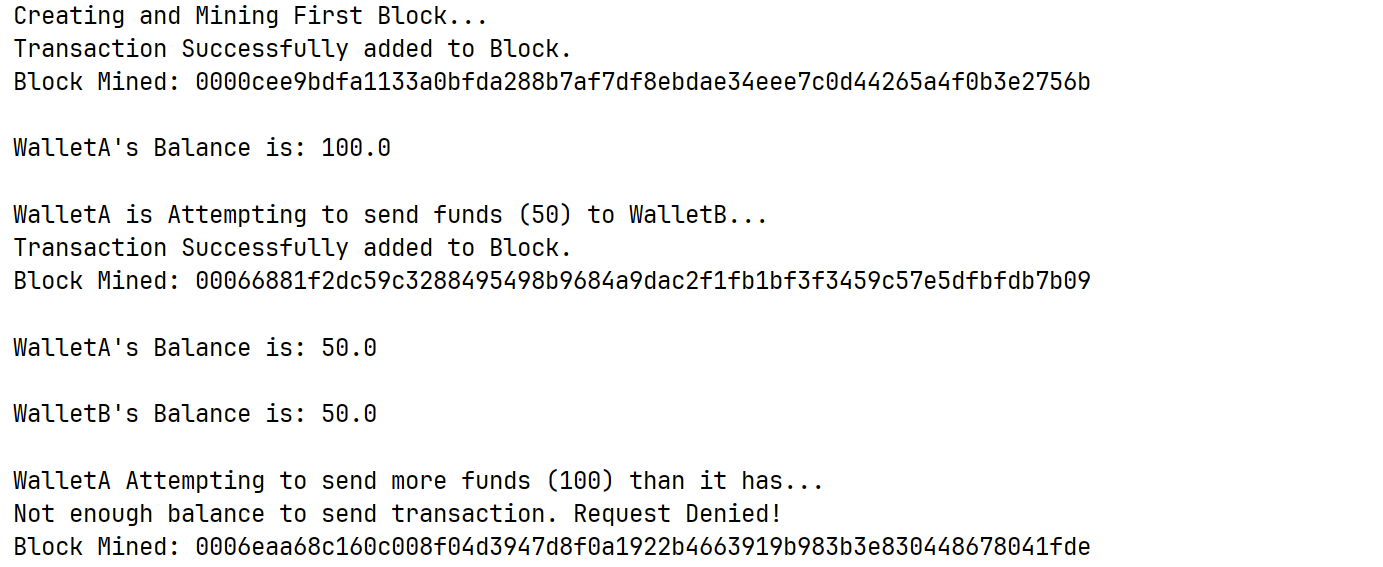 Creating and Mining First Block...
Transaction Successfully added to Block.
Block Mined: 0000cee9bdfa1133a0bfda288b7af7df8ebdae34eee7c0d44265a4f0b3e2756b
WalletA's Balance is: 100.0
WalletA is Attempting to send funds (50) to WalletB...
Transaction Successfully added to Block.
Block Mined: 00066881f2dc59c3288495498b9684a9dac2f1fb1bf3f3459c57e5dfbfdb7b09
WalletA's Balance is: 50.0
WalletB's Balance is: 50.0
WalletA Attempting to send more funds (100) than it has...
Not enough balance to send transaction. Request Denied!
Block Mined: 0006eaa68c160c008f04d3947d8f0a1922b4663919b983b3e830448678041fde